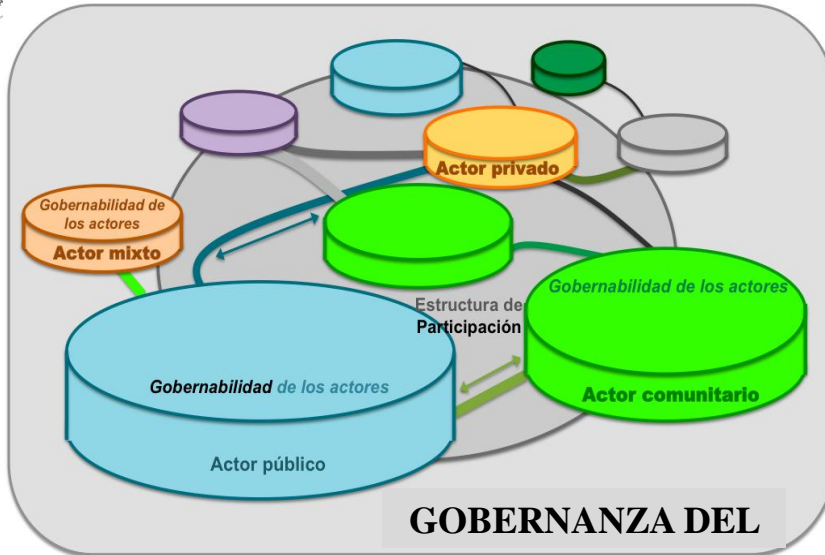 Actor privado
Gobernabilidad de
los actores
Actor mixto
Gobernabilidad de los actores
Estructura de
Participación
Gobernabilidad de los actores
Actor comunitario
Actor público
GOBERNANZA DEL